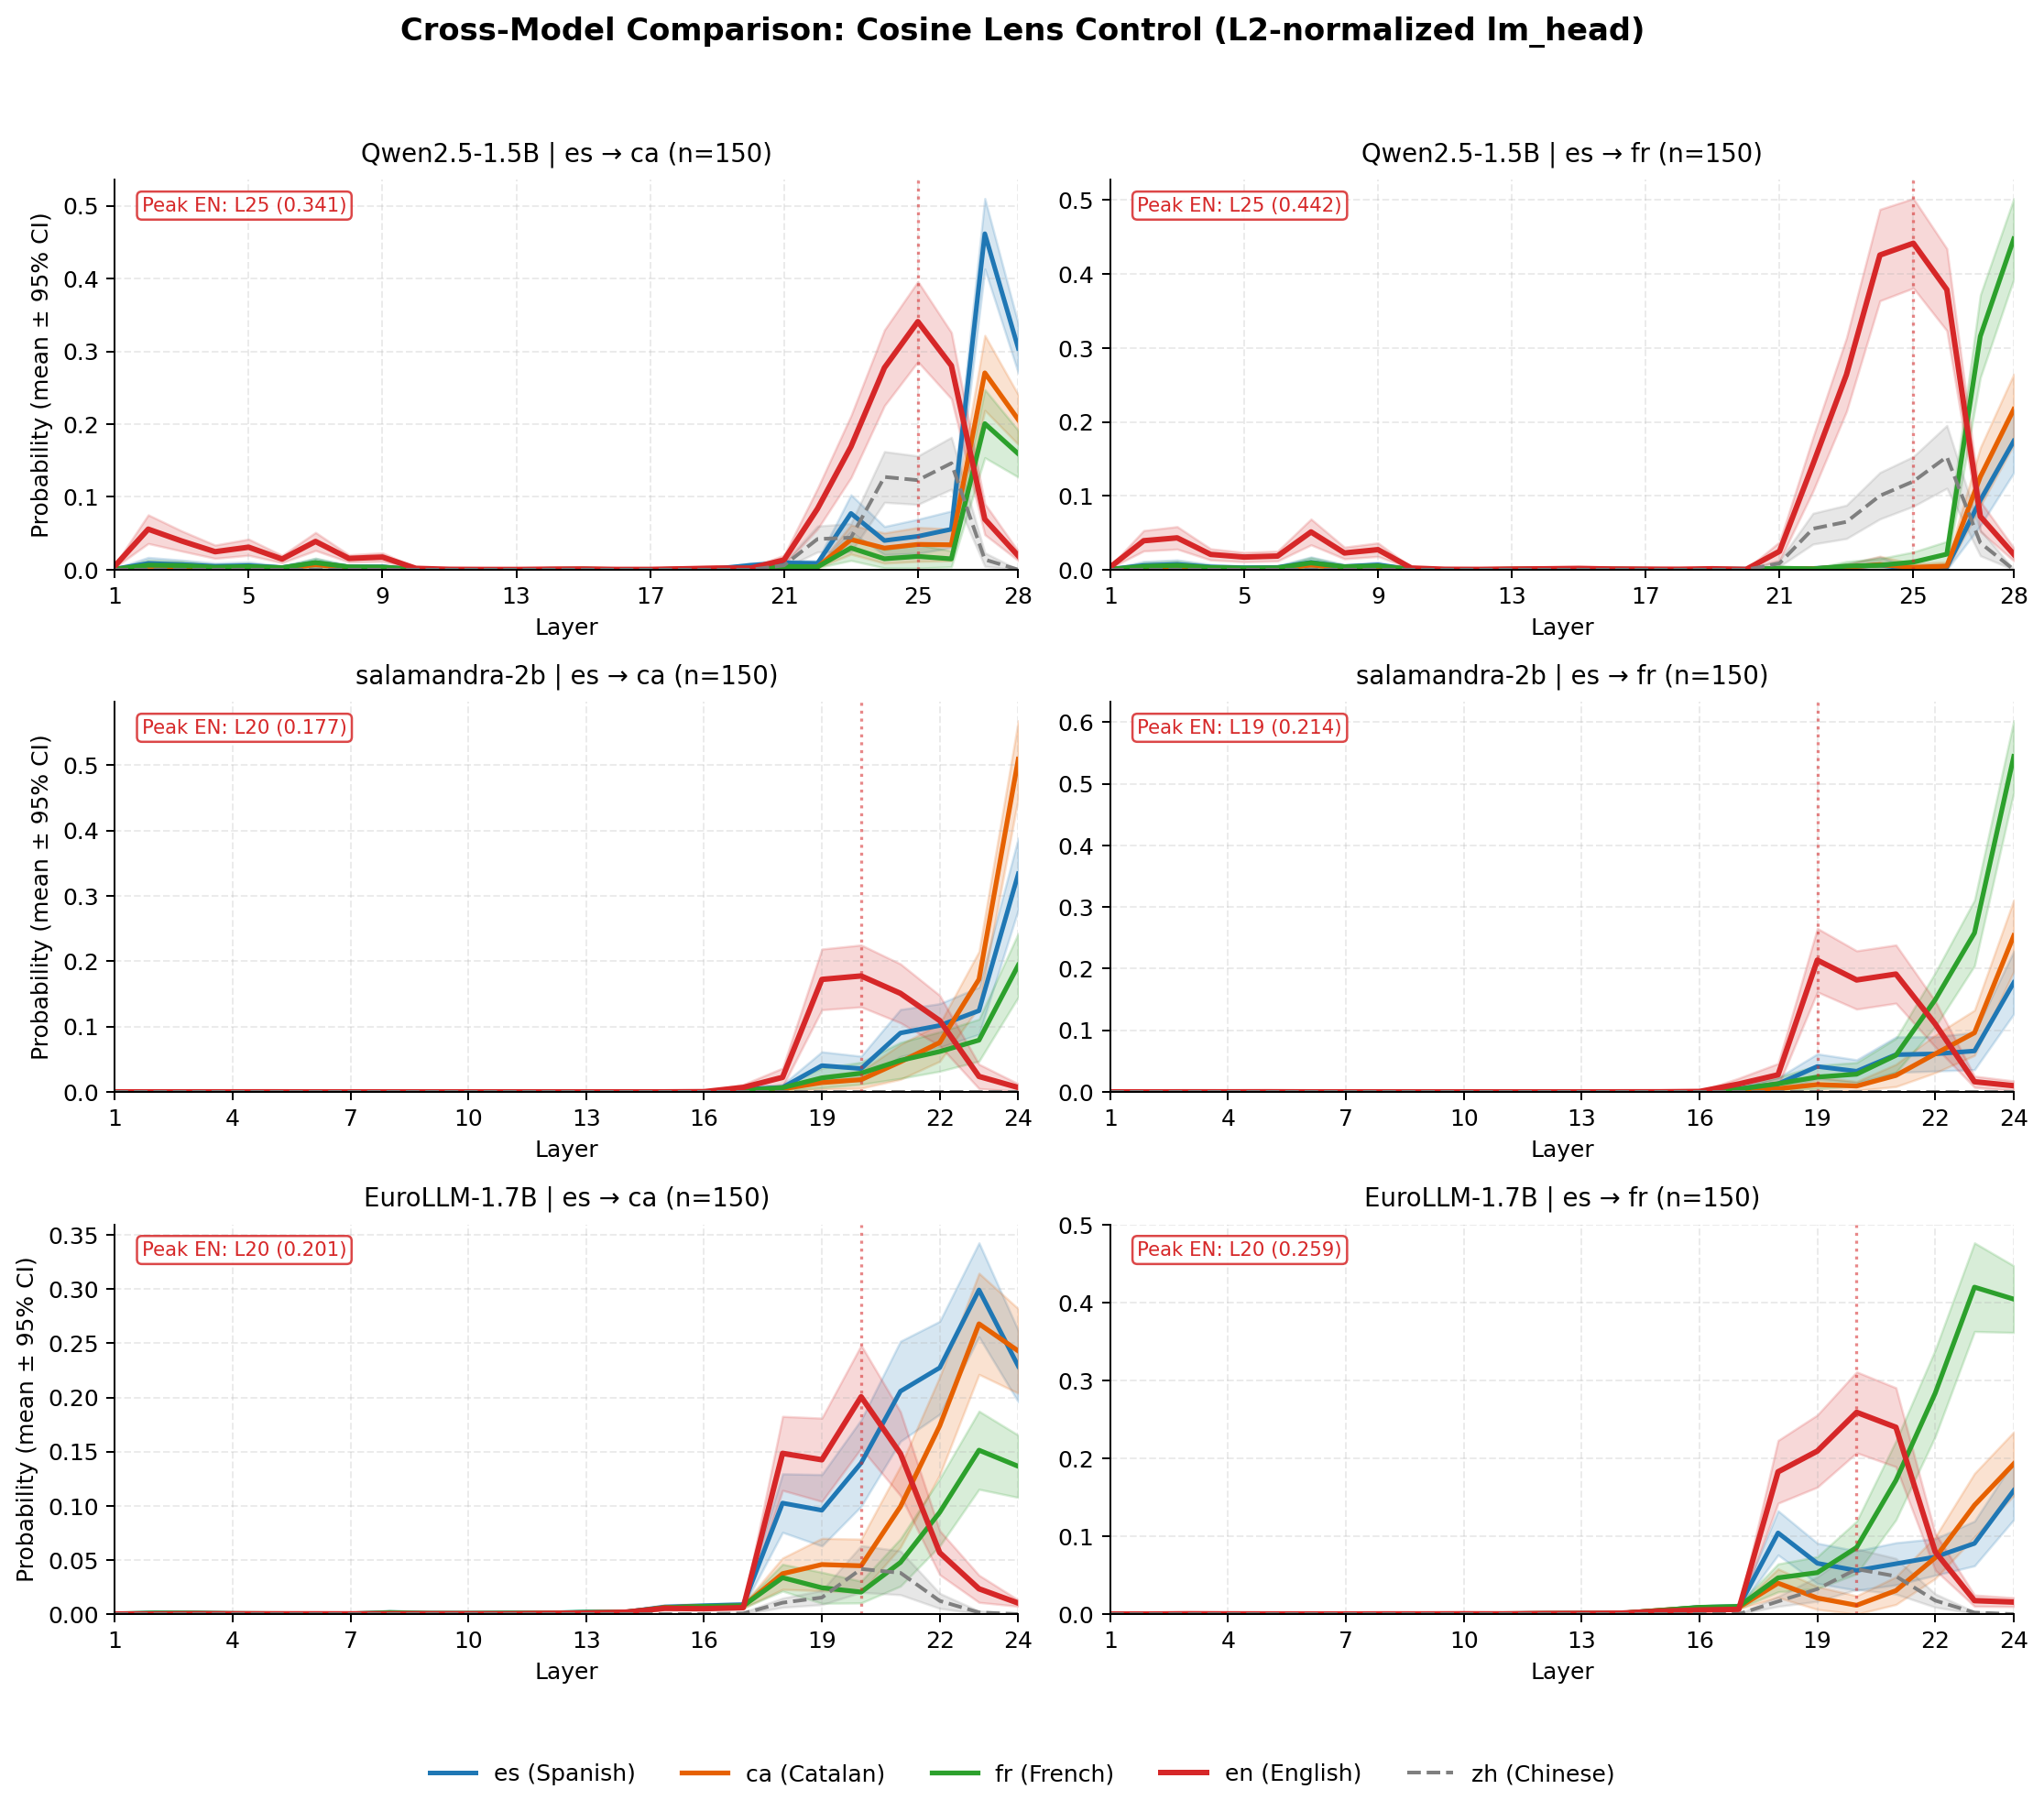 Cross-Model Comparison: Cosine Lens Control (L2-normalized lm_head)
Qwen2.5-1.5B | es → ca (n=150)
Peak EN: L25 (0.341)
Probability (mean ± 95% CI)
0.5
0.4
0.3
0.2
0.1
0.0
1 5 9 13 17 21 25 28
Layer
Qwen2.5-1.5B | es → fr (n=150)
Peak EN: L25 (0.442)
0.5
0.4
0.3
0.2
0.1
0.0
1 5 9 13 17 21 25 28
Layer
salamandra-2b | es → ca (n=150)
Peak EN: L20 (0.177)
Probability (mean ± 95% CI)
0.5
0.4
0.3
0.2
0.1
0.0
1 4 7 10 13 16 19 22 24
Layer
salamandra-2b | es → fr (n=150)
Peak EN: L19 (0.214)
0.6
0.5
0.4
0.3
0.2
0.1
0.0
1 4 7 10 13 16 19 22 24
Layer
EuroLLM-1.7B | es → ca (n=150)
Peak EN: L20 (0.201)
Probability (mean ± 95% CI)
0.35
0.30
0.25
0.20
0.15
0.10
0.05
0.00
1 4 7 10 13 16 19 22 24
Layer
EuroLLM-1.7B | es → fr (n=150)
Peak EN: L20 (0.259)
0.5
0.4
0.3
0.2
0.1
0.0
1 4 7 10 13 16 19 22 24
Layer
es (Spanish) ca (Catalan) fr (French) en (English) zh (Chinese)